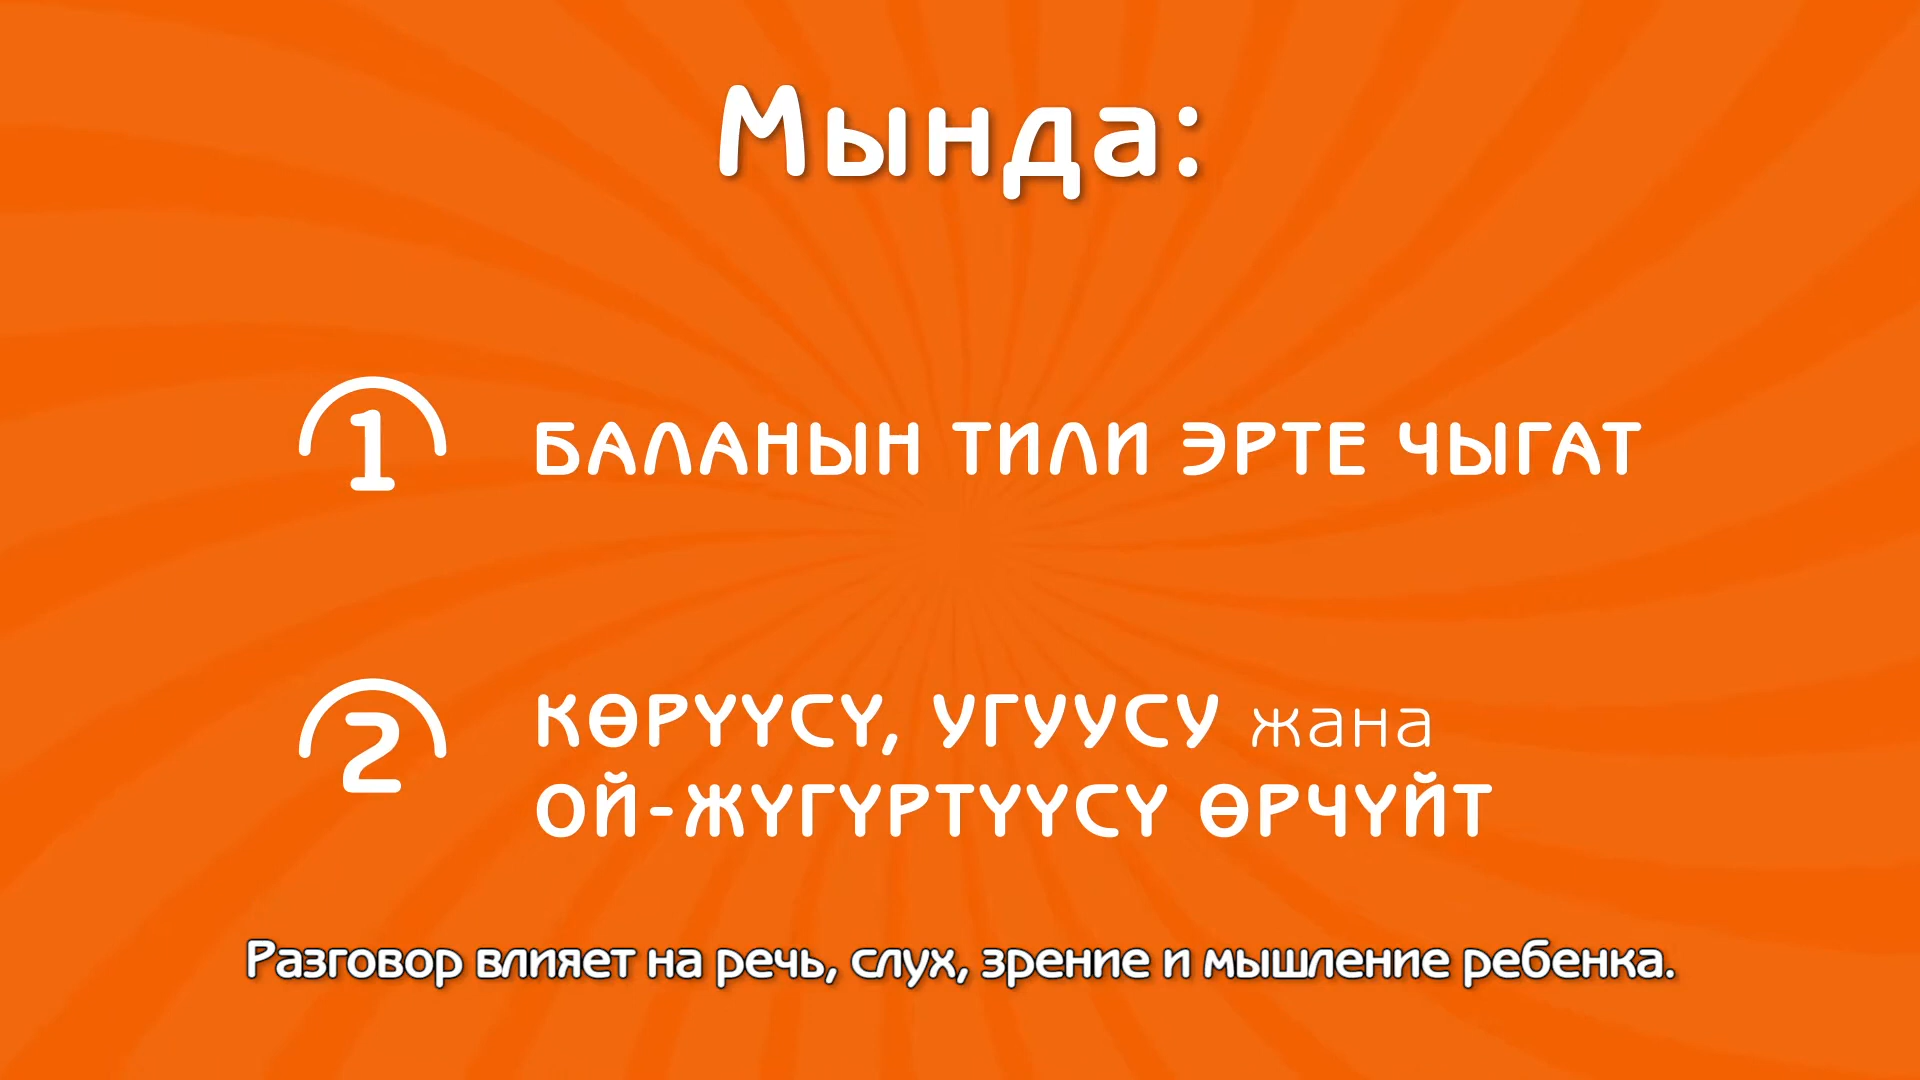 Мында:
1 БАЛАНЫН ТИЛИ ЭРТЕ ЧЫГАТ
2 КӨРҮҮСҮ, УГУУСУ жана
ОЙ-ЖҮГҮРТҮҮСҮ ӨРЧҮЙТ
Разговор влияет на речь, слух, зрение и мышление ребенка.